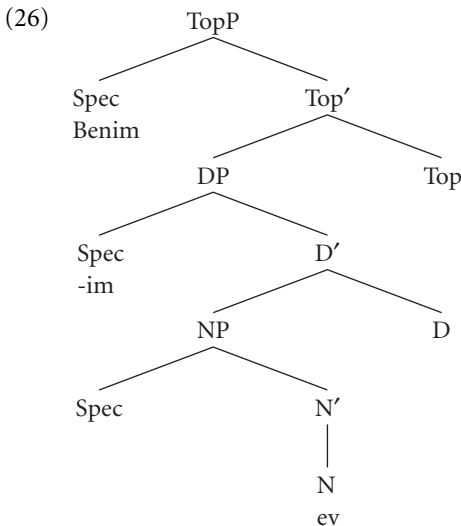 (26)
TopP
Spec Top′
Benim
DP Top
Spec D′
-im
NP D
Spec N′
N
ev